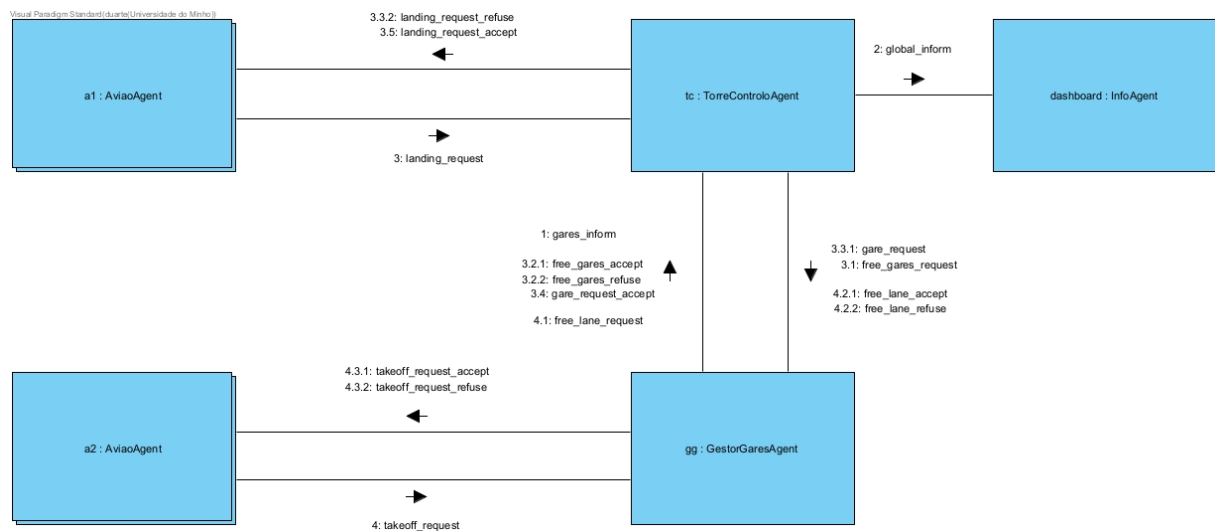 Visual Paradigm Standard(duarte(Universidade do Minho))
3.3.2: landing_request_refuse
3.5: landing_request_accept
2: global_inform
a1 : AviaoAgent
tc : TorreControloAgent
dashboard : InfoAgent
3: landing_request
1: gares_inform
3.2.1: free_gares_accept
3.2.2: free_gares_refuse
3.4: gare_request_accept
4.1: free_lane_request
3.3.1: gare_request
3.1: free_gares_request
4.2.1: free_lane_accept
4.2.2: free_lane_refuse
4.3.1: takeoff_request_accept
4.3.2: takeoff_request_refuse
a2 : AviaoAgent
gg : GestorGaresAgent
4: takeoff_request